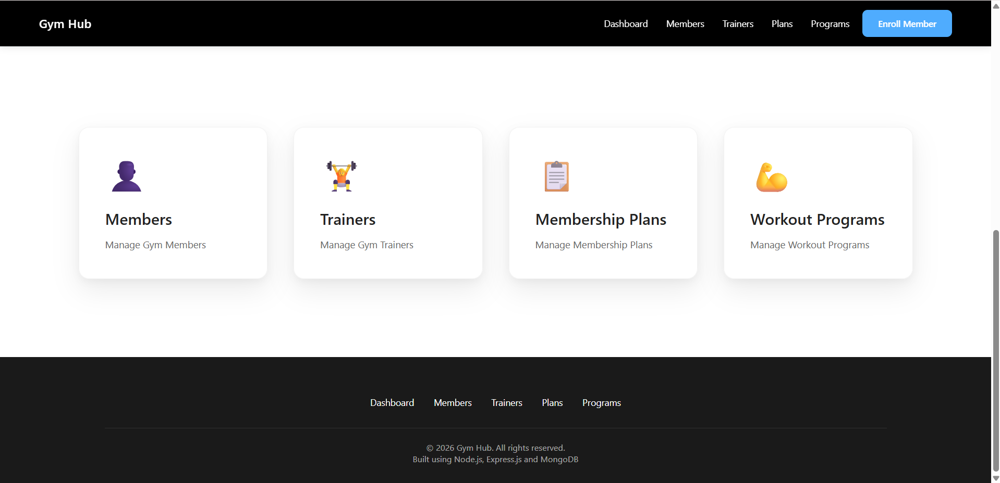 Gym Hub
Dashboard Members Trainers Plans Programs Enroll Member
Members
Manage Gym Members
Trainers
Manage Gym Trainers
Membership Plans
Manage Membership Plans
Workout Programs
Manage Workout Programs
Dashboard Members Trainers Plans Programs
© 2026 Gym Hub. All rights reserved.
Built using Node.js, Express.js and MongoDB